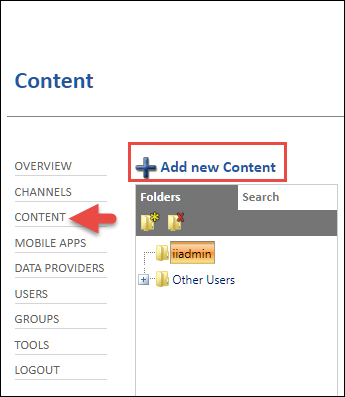 Content
OVERVIEW
CHANNELS
CONTENT
MOBILE APPS
DATA PROVIDERS
USERS
GROUPS
TOOLS
LOGOUT
Add new Content
Folders
Search
iiadmin
Other Users